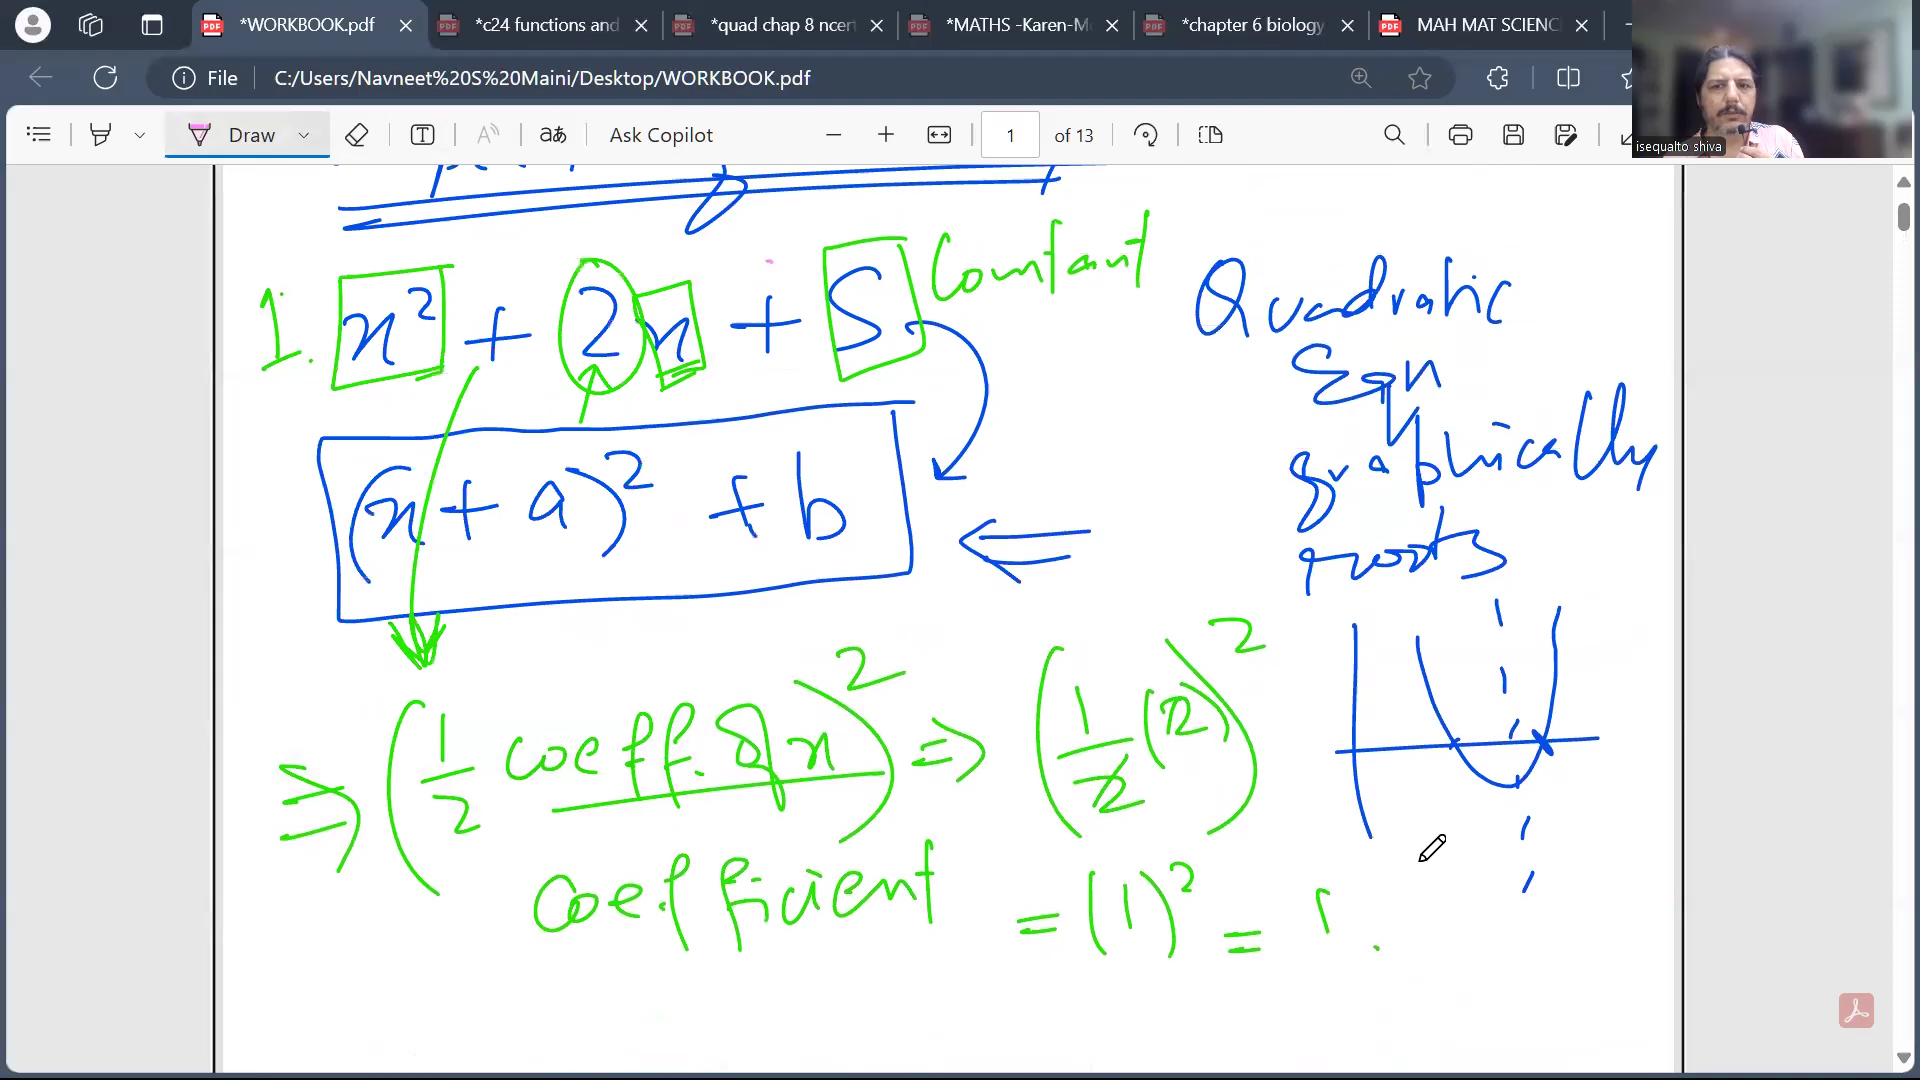 *WORKBOOK.pdf
*c24 functions and
*quad chap 8 ncert
*MATHS -Karen-Mo
*chapter 6 biology
MAH MAT SCIENC
File
C:/Users/Navneet%20S%20Maini/Desktop/WORKBOOK.pdf
Draw
Ask Copilot
1 of 13
isequalto shiva
1. x² + 2x + 5 Constant
(x + a)² + b
Quadratic
Eqn
graphically
roots
⇒ (1/2 coeff. of x)² ⇒ (1/2 (2))²
Coefficient = (1)² = 1.